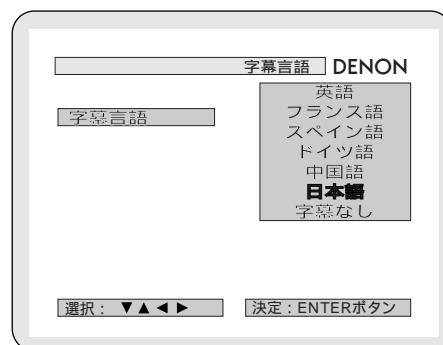 字幕言語 DENON
字幕言語
英語
フランス語
スペイン語
ドイツ語
中国語
日本語
字幕なし
選択： ▼▲◀▶ 決定：ENTERボタン